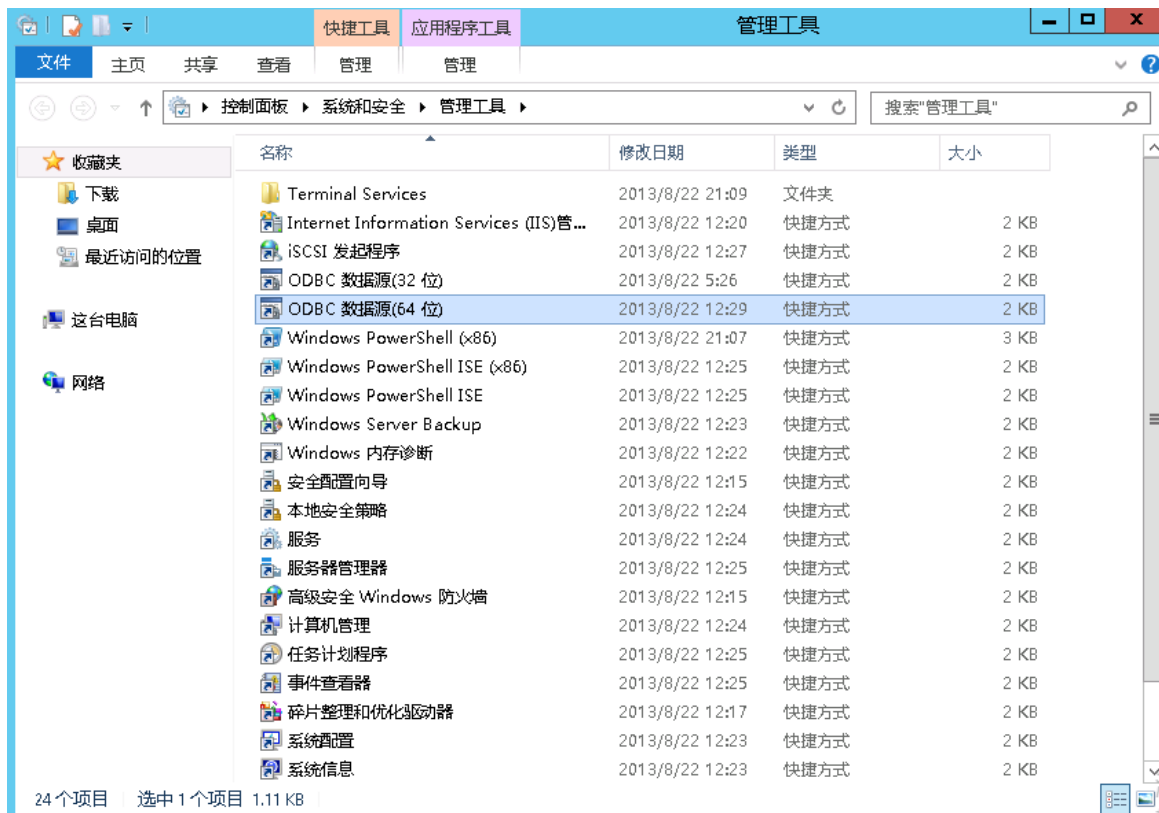 快捷工具 应用程序工具 管理工具
文件 主页 共享 查看 管理 管理
控制面板 系统和安全 管理工具 搜索"管理工具"
名称 修改日期 类型 大小
收藏夹
下载
桌面
最近访问的位置
这台电脑
网络
Terminal Services 2013/8/22 21:09 文件夹
Internet Information Services (IIS)管... 2013/8/22 12:20 快捷方式 2 KB
iSCSI 发起程序 2013/8/22 12:27 快捷方式 2 KB
ODBC 数据源(32 位) 2013/8/22 5:26 快捷方式 2 KB
ODBC 数据源(64 位) 2013/8/22 12:29 快捷方式 2 KB
Windows PowerShell (x86) 2013/8/22 21:07 快捷方式 3 KB
Windows PowerShell ISE (x86) 2013/8/22 12:25 快捷方式 2 KB
Windows PowerShell ISE 2013/8/22 12:25 快捷方式 2 KB
Windows Server Backup 2013/8/22 12:23 快捷方式 2 KB
Windows 内存诊断 2013/8/22 12:22 快捷方式 2 KB
安全配置向导 2013/8/22 12:15 快捷方式 2 KB
本地安全策略 2013/8/22 12:24 快捷方式 2 KB
服务 2013/8/22 12:24 快捷方式 2 KB
服务器管理器 2013/8/22 12:25 快捷方式 2 KB
高级安全 Windows 防火墙 2013/8/22 12:15 快捷方式 2 KB
计算机管理 2013/8/22 12:24 快捷方式 2 KB
任务计划程序 2013/8/22 12:25 快捷方式 2 KB
事件查看器 2013/8/22 12:25 快捷方式 2 KB
碎片整理和优化驱动器 2013/8/22 12:17 快捷方式 2 KB
系统配置 2013/8/22 12:23 快捷方式 2 KB
系统信息 2013/8/22 12:23 快捷方式 2 KB
24 个项目 选中 1 个项目 1.11 KB